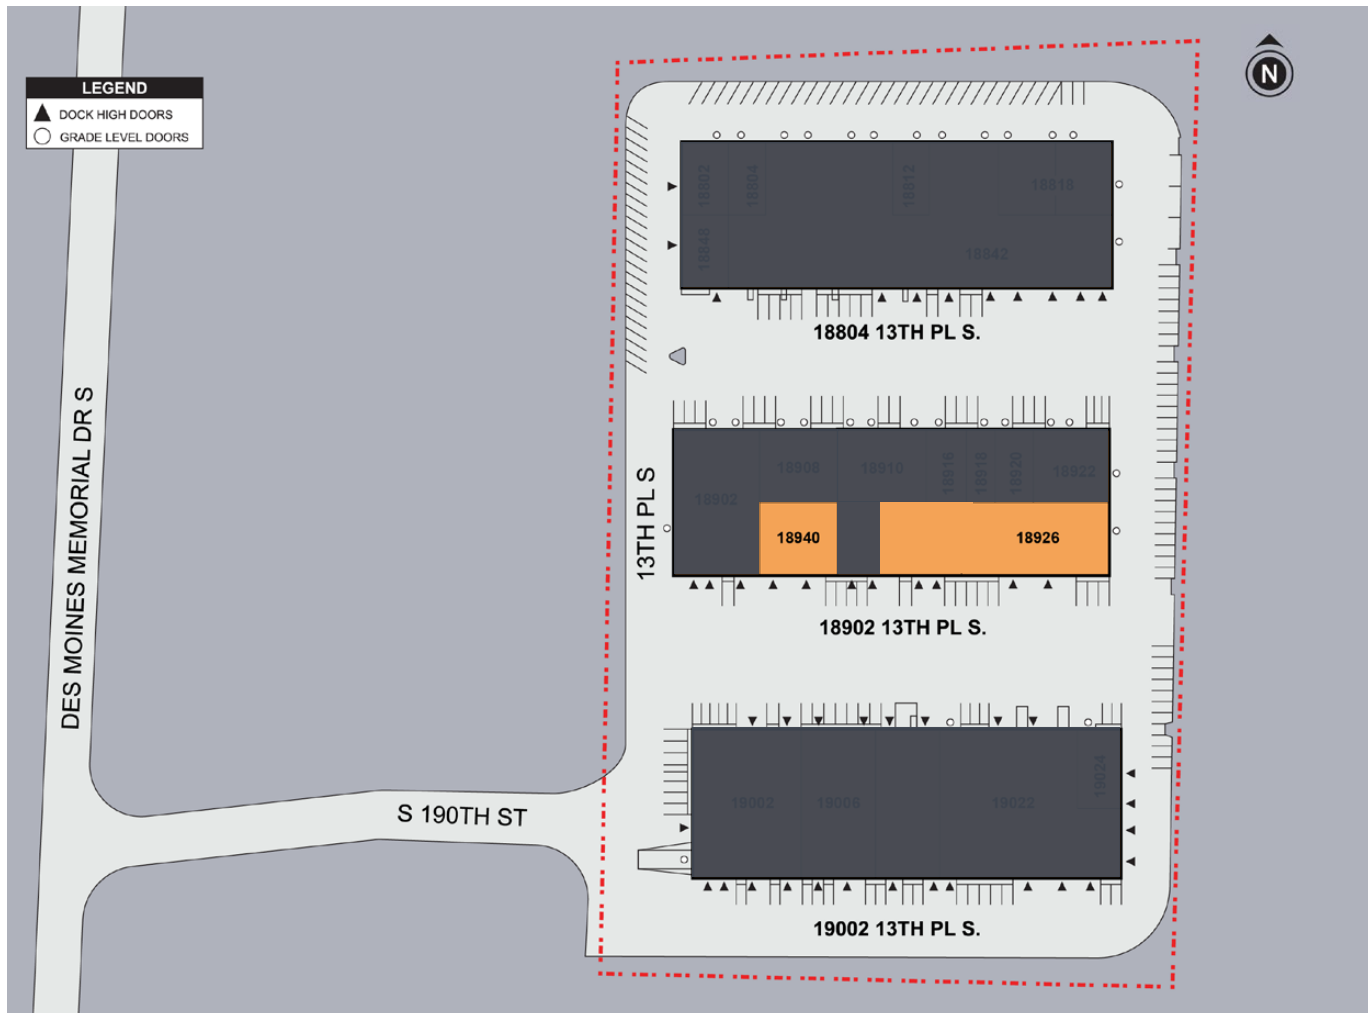 LEGEND
DOCK HIGH DOORS
GRADE LEVEL DOORS
N
18802
18804
18812
18818
18848
18842
18804 13TH PL S.
DES MOINES MEMORIAL DR S
13TH PL S
18908
18910
18916
18918
18920
18922
18902
18940
18926
18902 13TH PL S.
S 190TH ST
19002
19006
19022
19024
19002 13TH PL S.